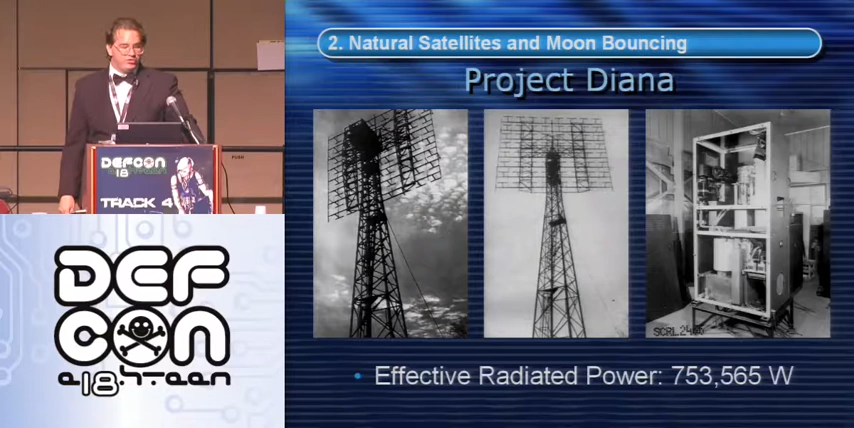 2. Natural Satellites and Moon Bouncing
Project Diana
SCRL
• Effective Radiated Power: 753,565 W
DEFCON
18
TRACK 4
DEF
CON
e18hteen